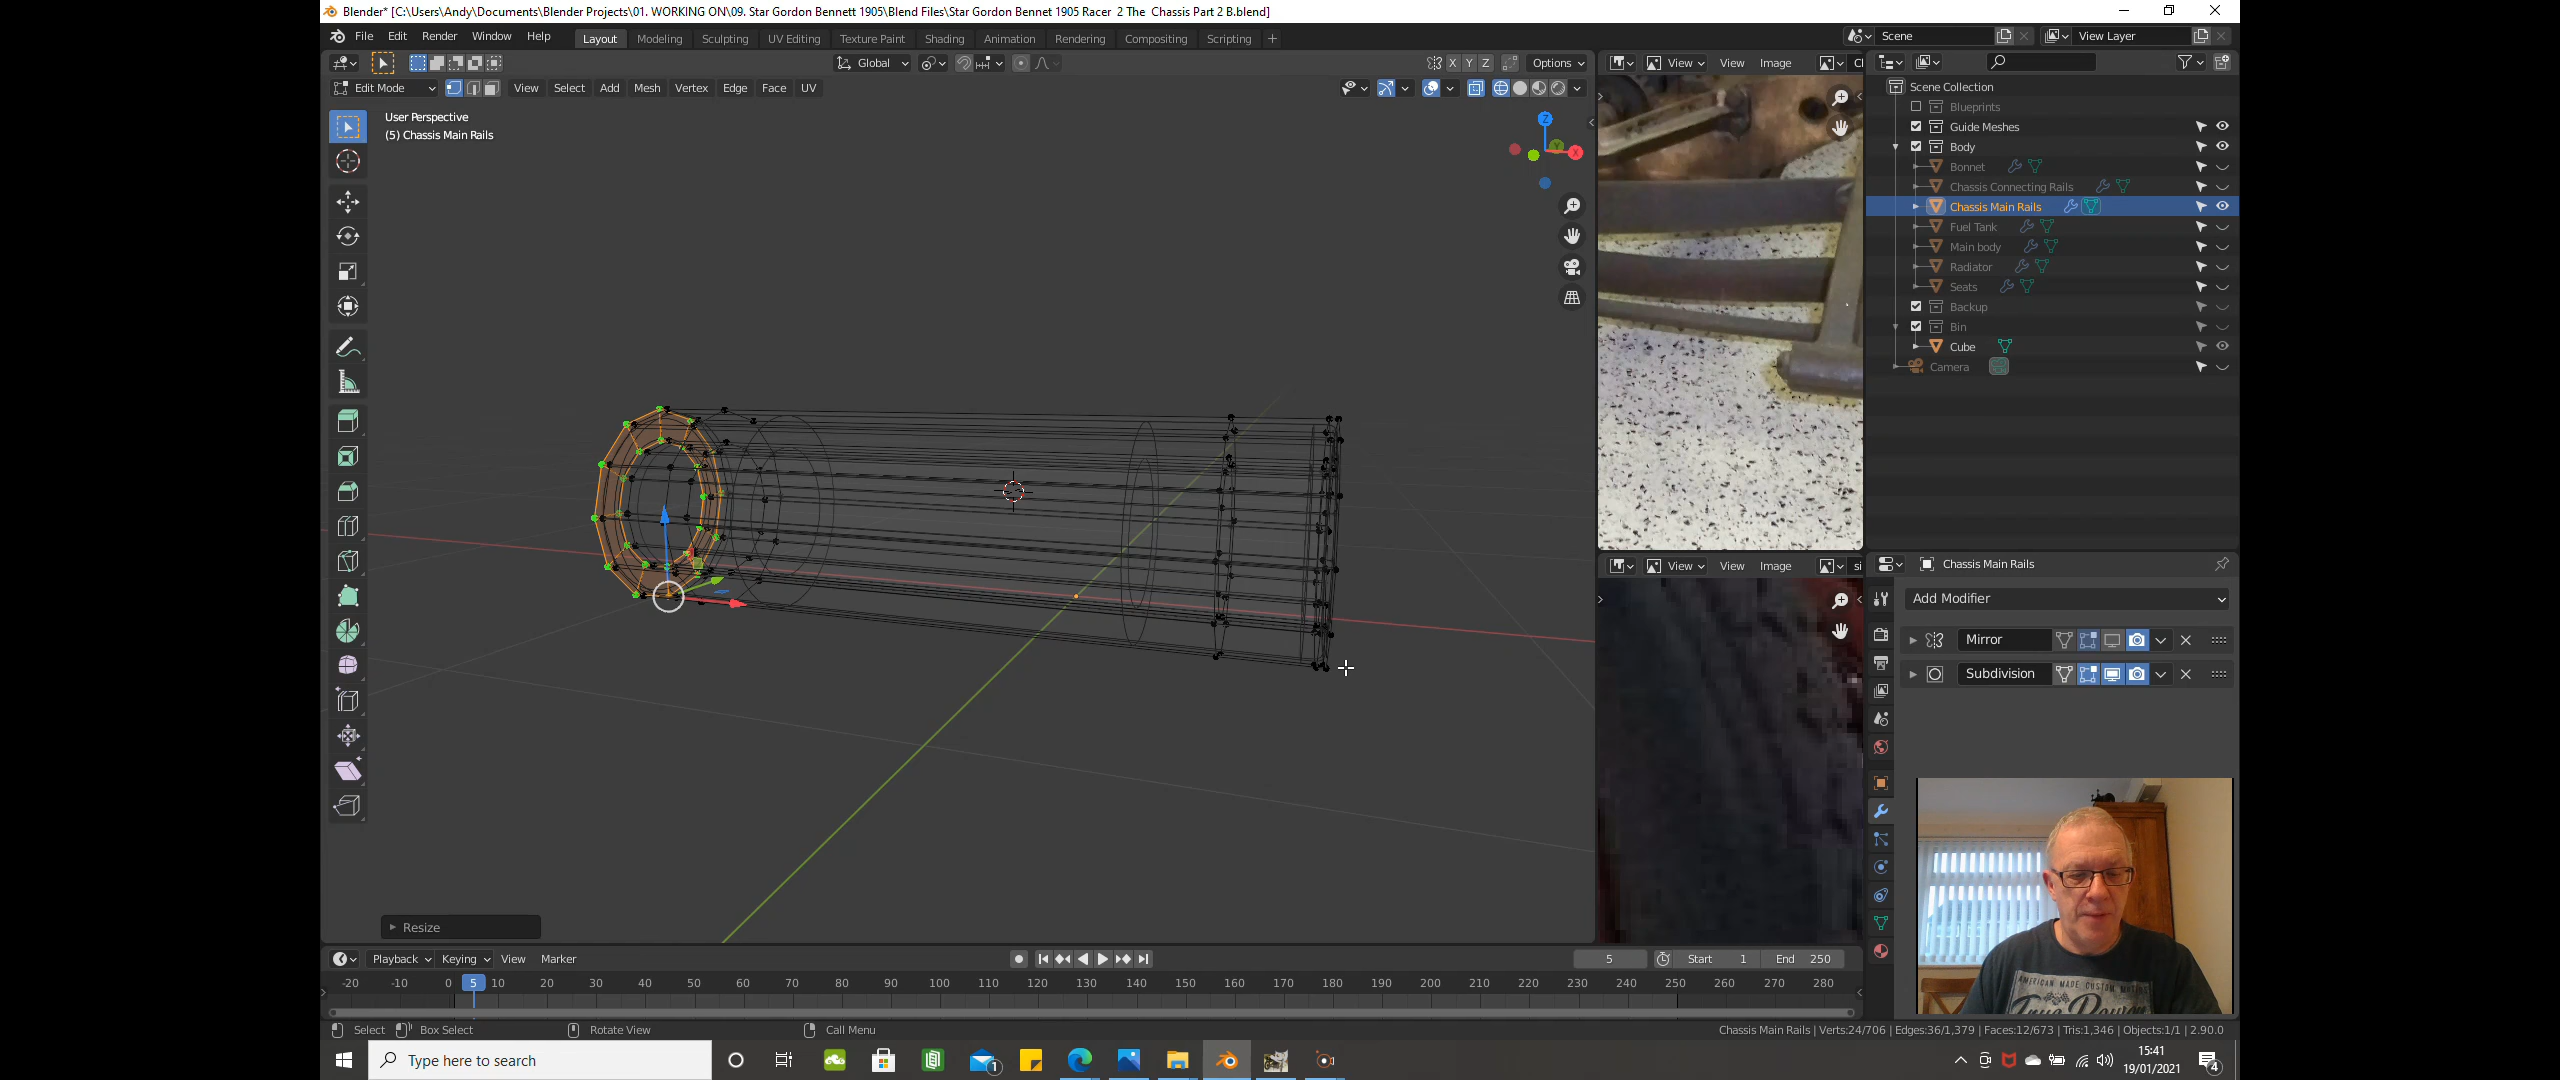 Blender* [C:\Users\Andy\Documents\Blender Projects\01. WORKING ON\09. Star Gordon Bennett 1905\Blend Files\Star Gordon Bennet 1905 Racer  2 The  Chassis Part 2 B.blend]
File Edit Render Window Help Layout Modeling Sculpting UV Editing Texture Paint Shading Animation Rendering Compositing Scripting + Scene View Layer
Global X Y Z Options View View Image
Edit Mode View Select Add Mesh Vertex Edge Face UV
User Perspective
(5) Chassis Main Rails
Z
X
Scene Collection
Blueprints
Guide Meshes
Body
Bonnet
Chassis Connecting Rails
Chassis Main Rails
Fuel Tank
Main body
Radiator
Seats
Backup
Bin
Cube
Camera
View View Image si
Chassis Main Rails
Add Modifier
Mirror
Subdivision
AMERICAN MADE CUSTOM
Resize
Playback Keying View Marker 5 Start 1 End 250
-20 -10 0 5 10 20 30 40 50 60 70 80 90 100 110 120 130 140 150 160 170 180 190 200 210 220 230 240 250 260 270 280
Select Box Select Rotate View Call Menu Chassis Main Rails | Verts:24/706 | Edges:36/1,379 | Faces:12/673 | Tris:1,346 | Objects:1/1 | 2.90.0
Type here to search 1 15:41
19/01/2021 4